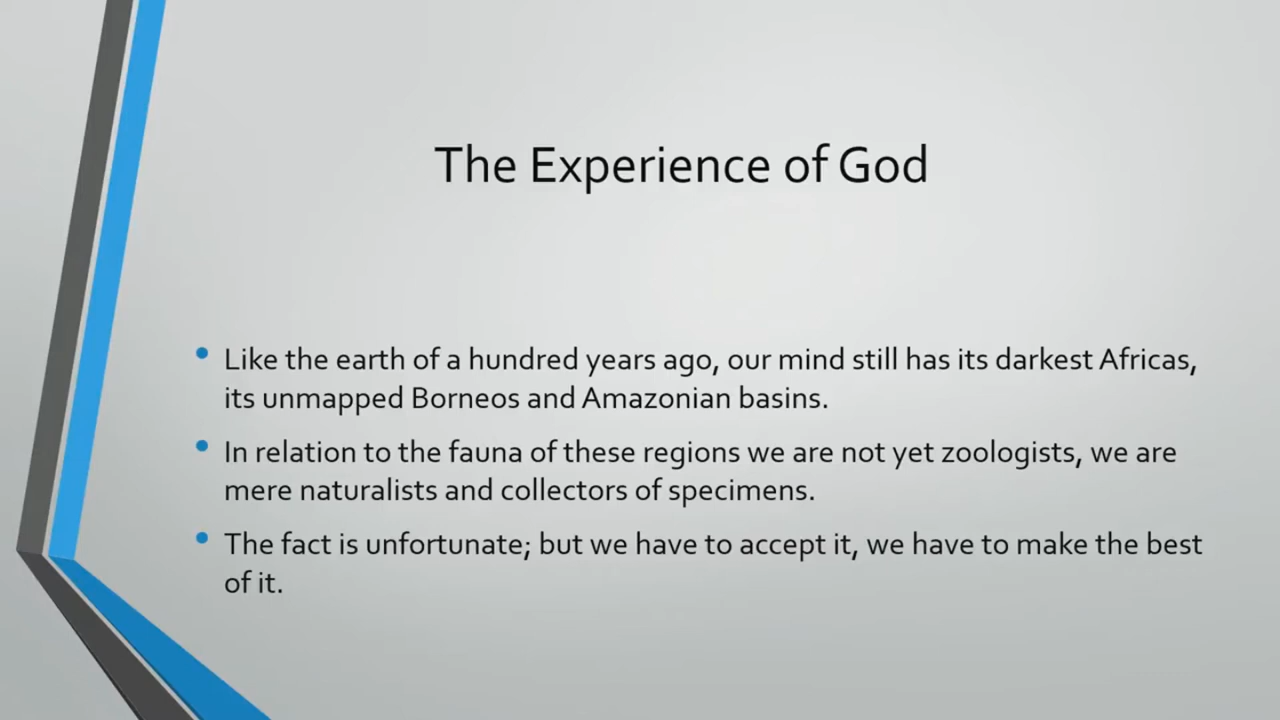 The Experience of God
• Like the earth of a hundred years ago, our mind still has its darkest Africas,
its unmapped Borneos and Amazonian basins.
• In relation to the fauna of these regions we are not yet zoologists, we are
mere naturalists and collectors of specimens.
• The fact is unfortunate; but we have to accept it, we have to make the best
of it.